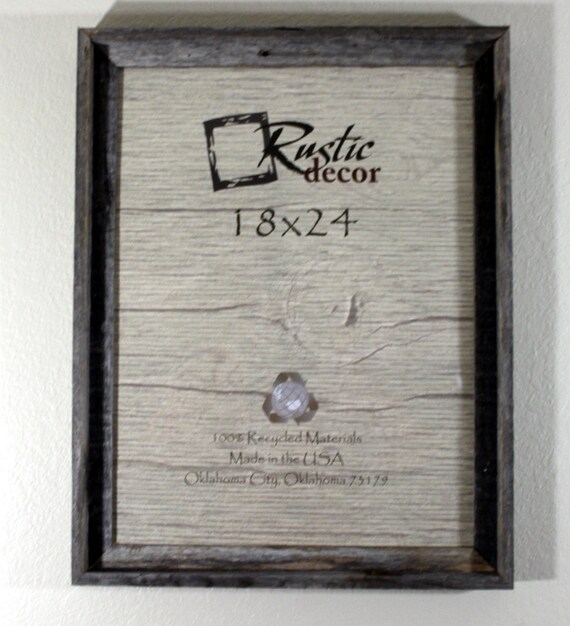 Rustic
decor
18x24
100% Recycled Materials
Made in the USA
Oklahoma City, Oklahoma 73179